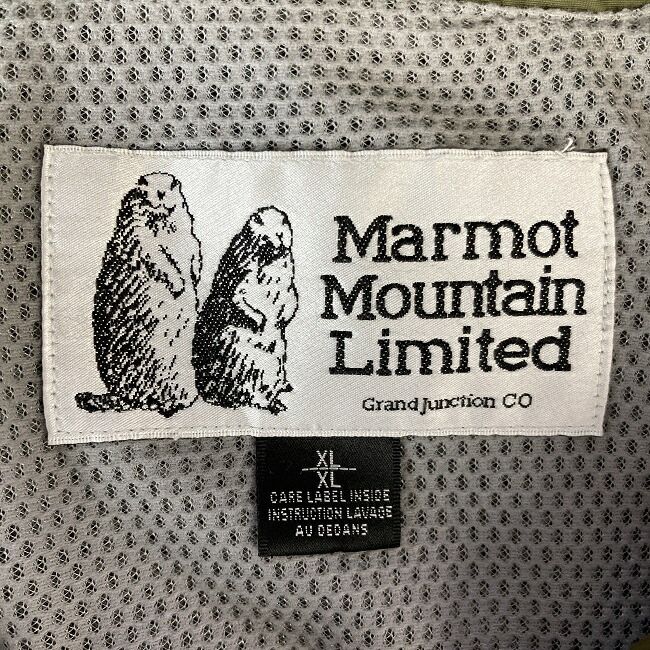 Marmot
Mountain
Limited
Grand Junction CO
XL
XL
CARE LABEL INSIDE
INSTRUCTION LAVAGE
AU DEDANS